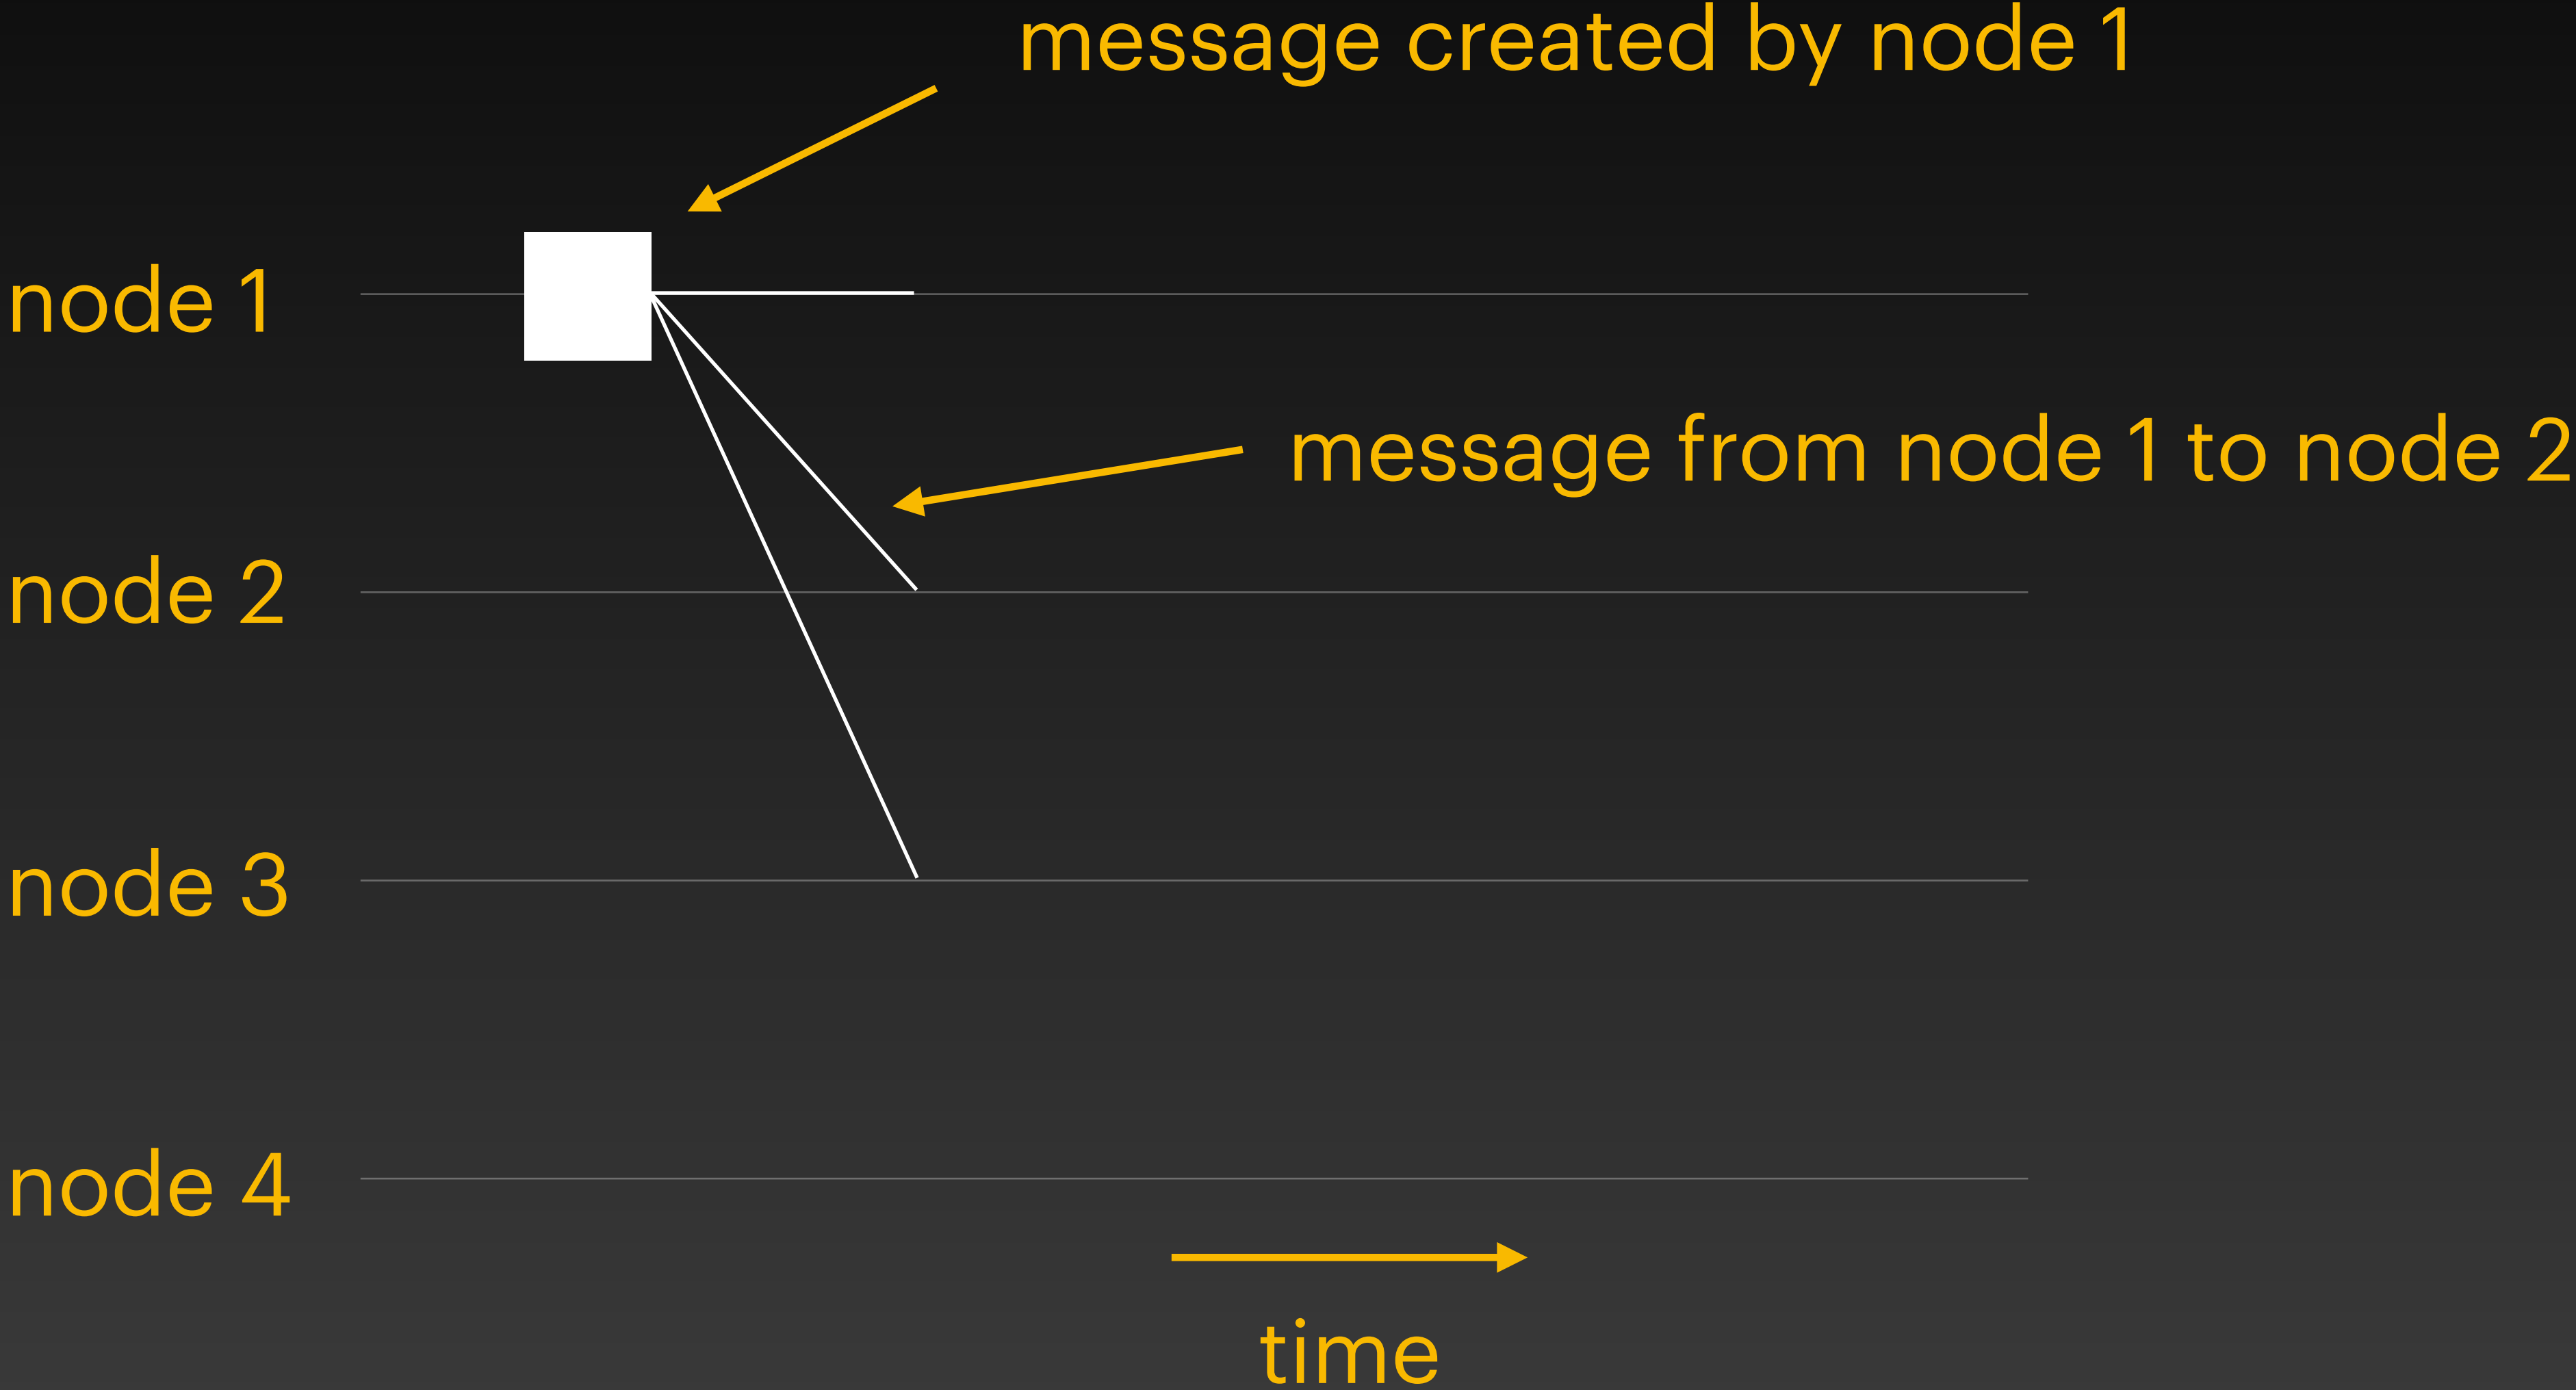 message created by node 1
node 1
message from node 1 to node 2
node 2
node 3
node 4
time